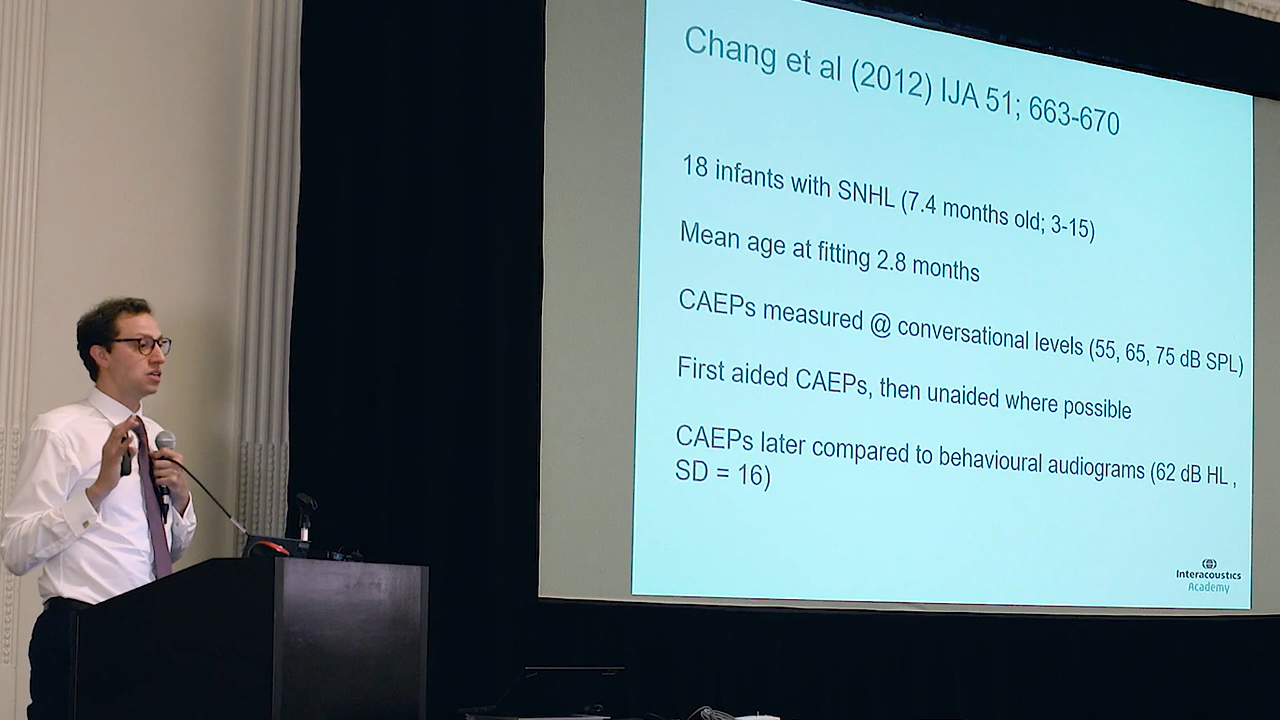 Chang et al (2012) IJA 51; 663-670
18 infants with SNHL (7.4 months old; 3-15)
Mean age at fitting 2.8 months
CAEPs measured @ conversational levels (55, 65, 75 dB SPL)
First aided CAEPs, then unaided where possible
CAEPs later compared to behavioural audiograms (62 dB HL ,
SD = 16)
Interacoustics
Academy